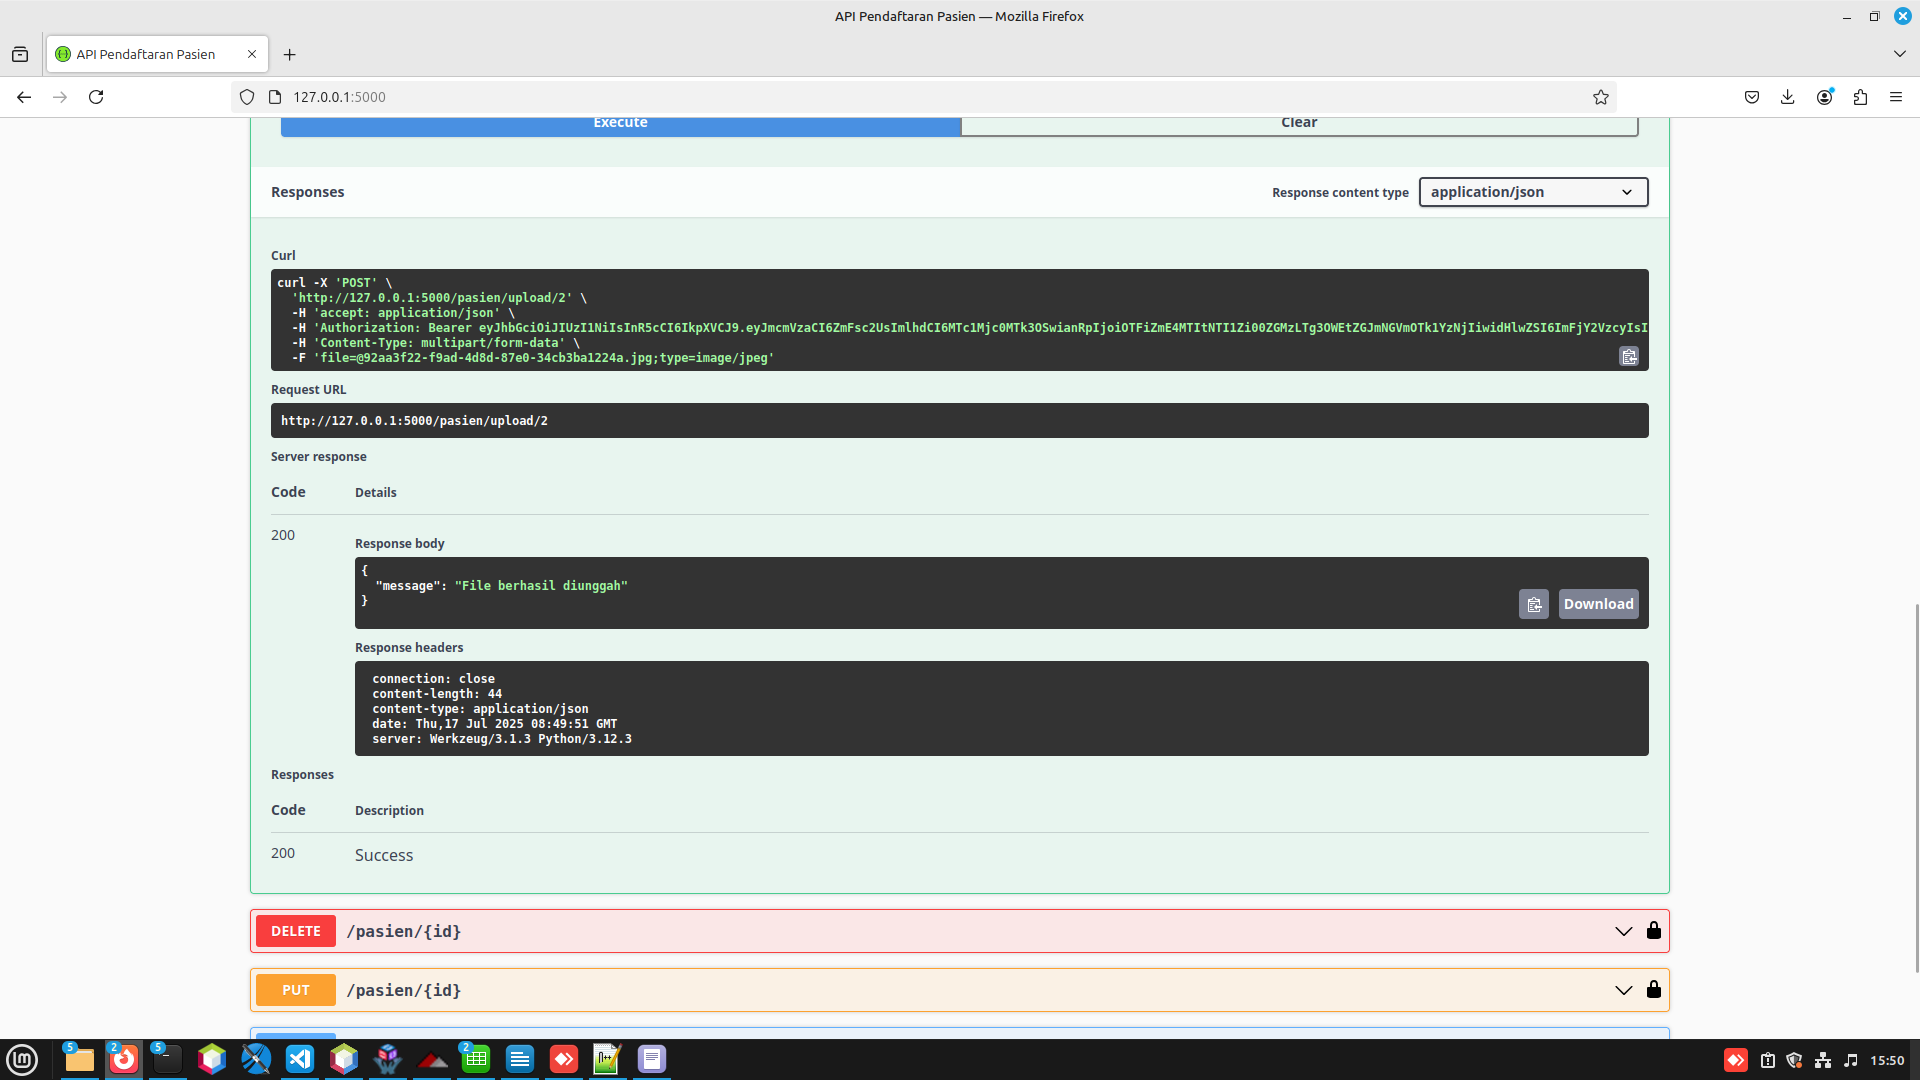 API Pendaftaran Pasien — Mozilla Firefox
API Pendaftaran Pasien
127.0.0.1:5000
Execute
Clear
Responses
Response content type
application/json
Curl
curl -X 'POST' \
'http://127.0.0.1:5000/pasien/upload/2' \
-H 'accept: application/json' \
-H 'Authorization: Bearer eyJhbGciOiJIUzI1NiIsInR5cCI6IkpXVCJ9.eyJmcmVzaCI6ZmFsc2UsImlhdCI6MTc1Mjc0MTk3OSwianRpIjoiOTFiZmE4MTItNTI1Zi00ZGMzLTg3OWEtZGJmNGVmOTk1YzNjIiwidHlwZSI6ImFjY2VzcyIsI
-H 'Content-Type: multipart/form-data' \
-F 'file=@92aa3f22-f9ad-4d8d-87e0-34cb3ba1224a.jpg;type=image/jpeg'
Request URL
http://127.0.0.1:5000/pasien/upload/2
Server response
Code
Details
200
Response body
{
"message": "File berhasil diunggah"
}
Download
Response headers
connection: close
content-length: 44
content-type: application/json
date: Thu,17 Jul 2025 08:49:51 GMT
server: Werkzeug/3.1.3 Python/3.12.3
Responses
Code
Description
200
Success
DELETE
/pasien/{id}
PUT
/pasien/{id}
5
2
5
2
15:50